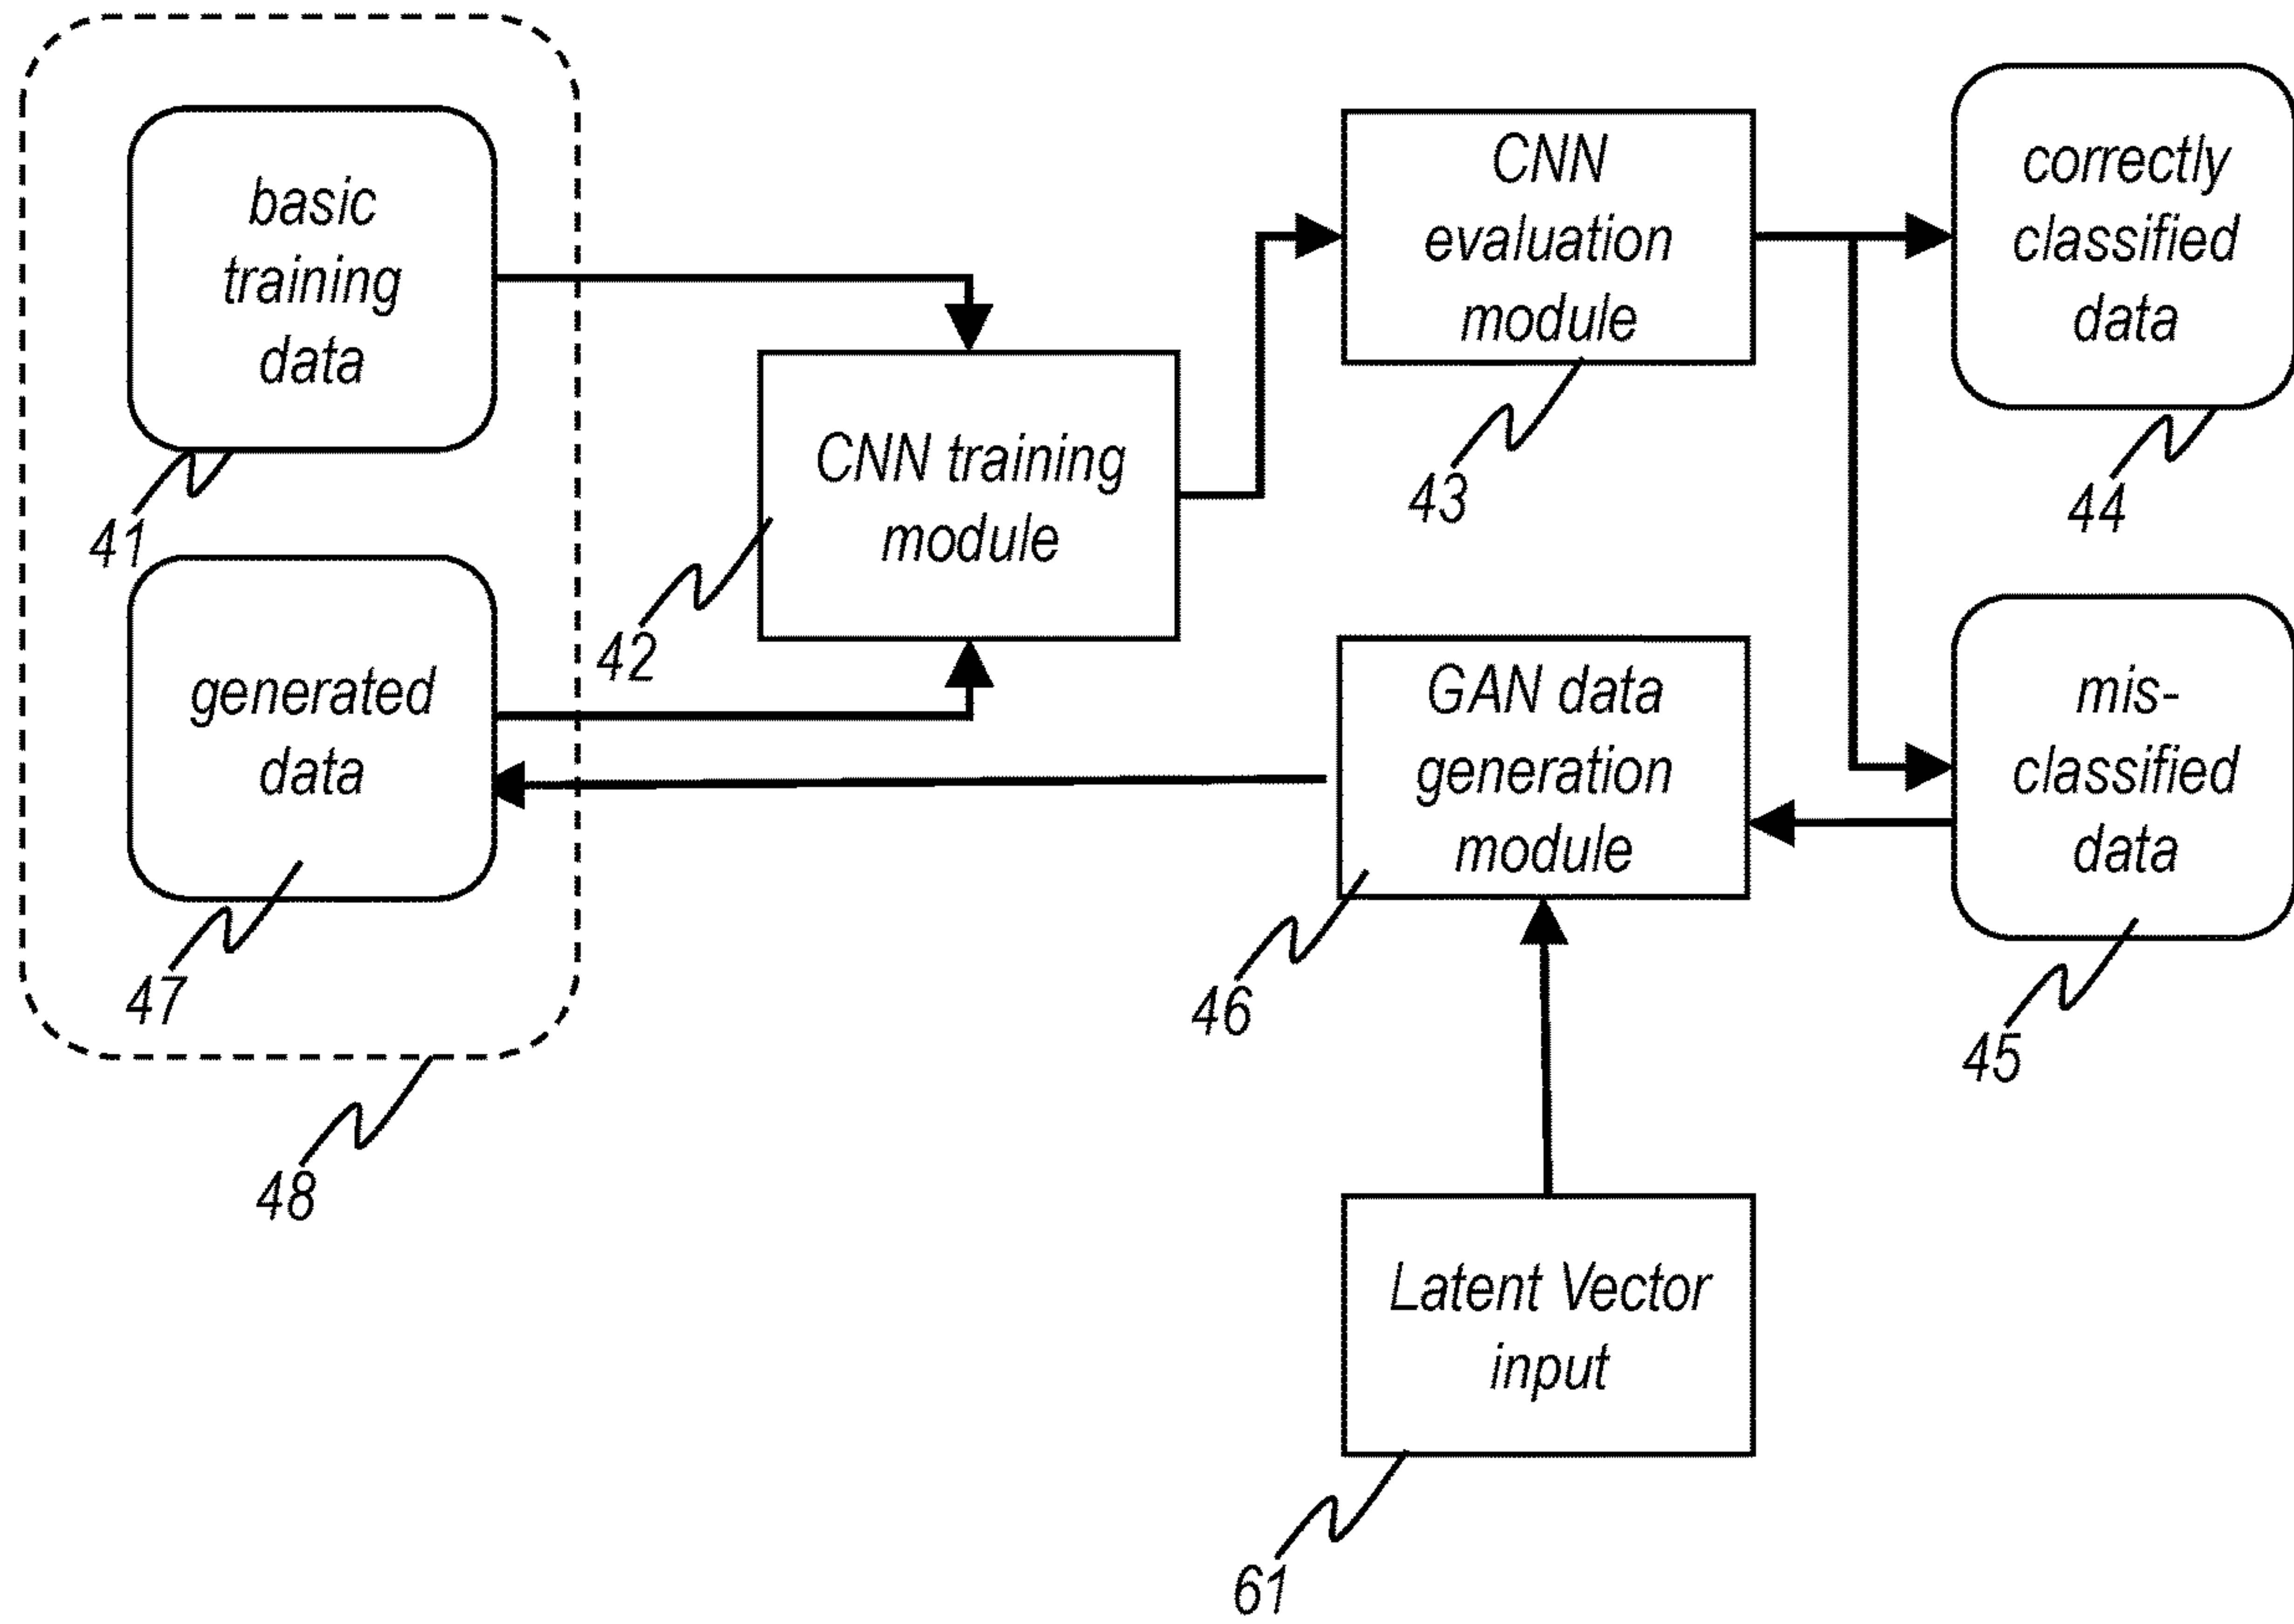 basic
training
data
41
generated
data
47
48
CNN training
module
42
CNN
evaluation
module
43
correctly
classified
data
44
GAN data
generation
module
46
mis-
classified
data
45
Latent Vector
input
61